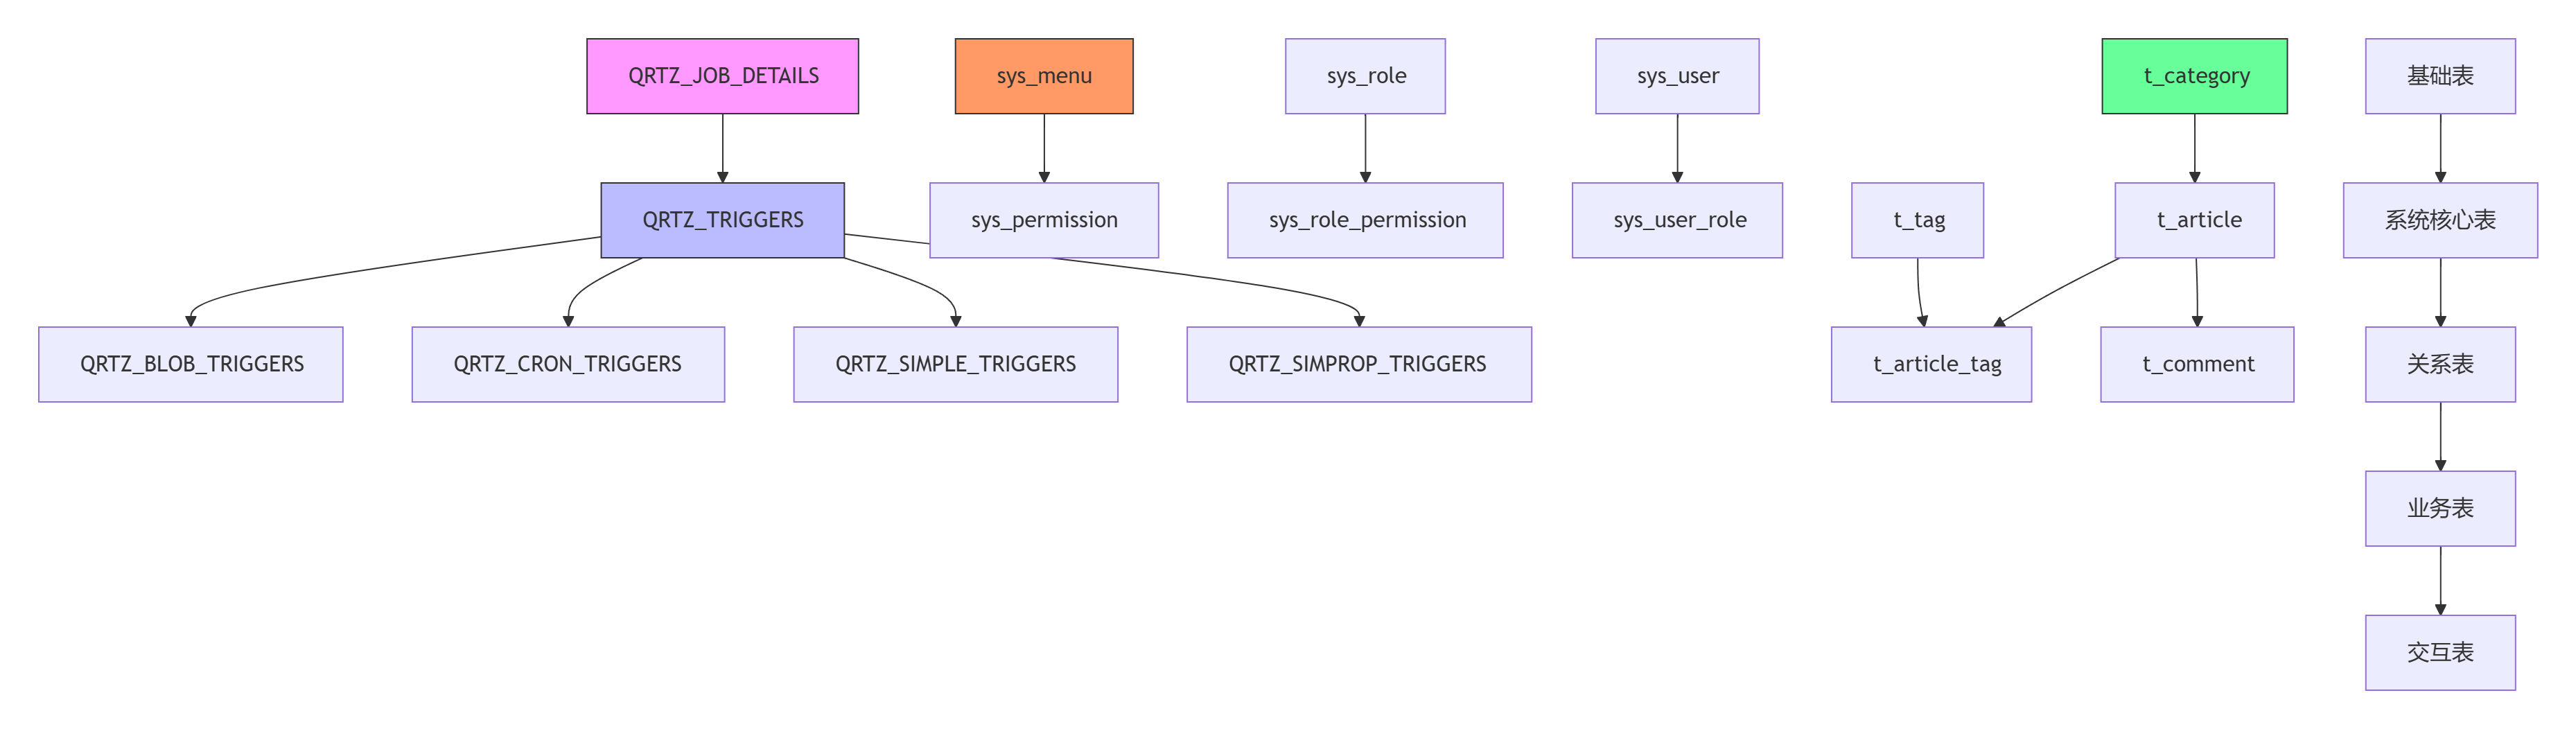 QRTZ_JOB_DETAILS
sys_menu
sys_role
sys_user
t_category
基础表
QRTZ_TRIGGERS
sys_permission
sys_role_permission
sys_user_role
t_tag
t_article
系统核心表
QRTZ_BLOB_TRIGGERS
QRTZ_CRON_TRIGGERS
QRTZ_SIMPLE_TRIGGERS
QRTZ_SIMPROP_TRIGGERS
t_article_tag
t_comment
关系表
业务表
交互表